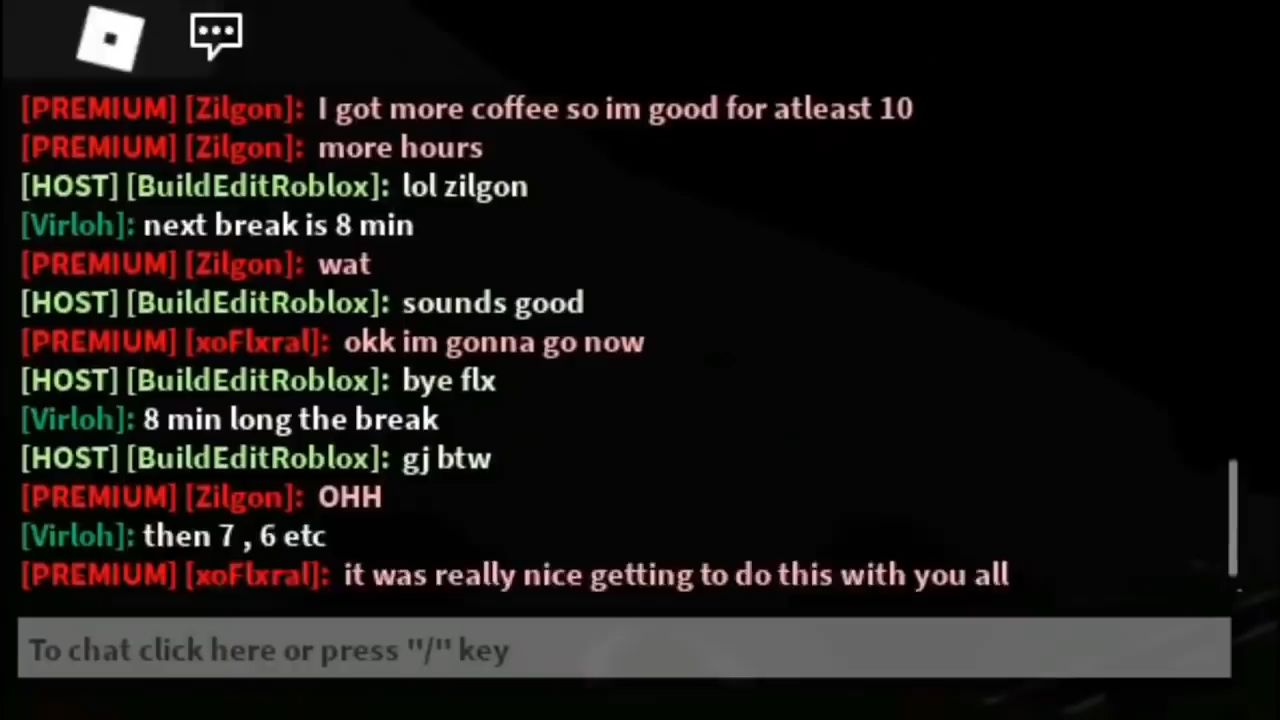 [PREMIUM] [Zilgon]: I got more coffee so im good for atleast 10
[PREMIUM] [Zilgon]: more hours
[HOST] [BuildEditRoblox]: lol zilgon
[Virloh]: next break is 8 min
[PREMIUM] [Zilgon]: wat
[HOST] [BuildEditRoblox]: sounds good
[PREMIUM] [xoFlxral]: okk im gonna go now
[HOST] [BuildEditRoblox]: bye flx
[Virloh]: 8 min long the break
[HOST] [BuildEditRoblox]: gj btw
[PREMIUM] [Zilgon]: OHH
[Virloh]: then 7 , 6 etc
[PREMIUM] [xoFlxral]: it was really nice getting to do this with you all
To chat click here or press "/" key